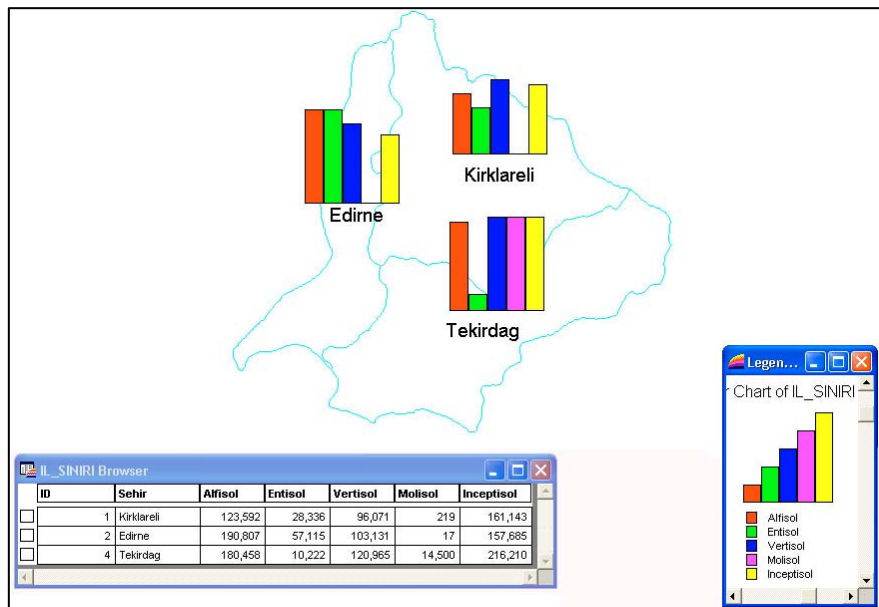 Kirklareli
Edirne
Tekirdag
Legen...
r Chart of IL_SINIRI
Alfisol
Entisol
Vertisol
Molisol
Inceptisol
IL_SINIRI Browser
ID Sehir Alfisol Entisol Vertisol Molisol Inceptisol
1 Kirklareli 123,592 28,336 96,071 219 161,143
2 Edirne 190,807 57,115 103,131 17 157,685
4 Tekirdag 180,458 10,222 120,965 14,500 216,210